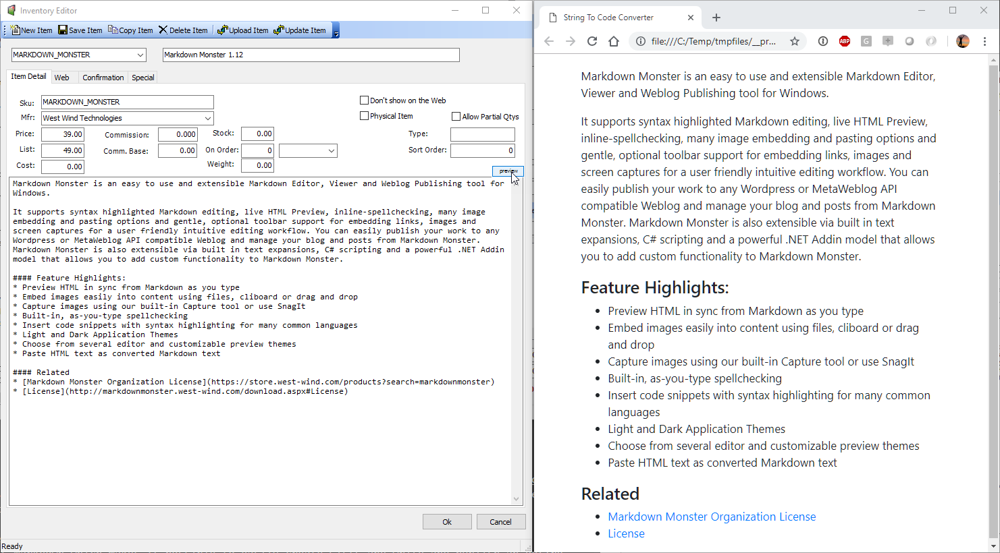 Inventory Editor
New Item Save Item Copy Item Delete Item Upload Item Update Item
MARKDOWN_MONSTER Markdown Monster 1.12
Item Detail Web Confirmation Special
Sku: MARKDOWN_MONSTER Don't show on the Web
Mfr: West Wind Technologies Physical Item Allow Partial Qtys
Price: 39.00 Commission: 0.000 Stock: 0.00 Type:
List: 49.00 Comm. Base: 0.00 On Order: 0 Sort Order: 0
Cost: 0.00 Weight: 0.00
preview
Markdown Monster is an easy to use and extensible Markdown Editor, Viewer and Weblog Publishing tool for
Windows.
It supports syntax highlighted Markdown editing, live HTML Preview, inline-spellchecking, many image
embedding and pasting options and gentle, optional toolbar support for embedding links, images and
screen captures for a user friendly intuitive editing workflow. You can easily publish your work to any
Wordpress or MetaWeblog API compatible Weblog and manage your blog and posts from Markdown Monster.
Markdown Monster is also extensible via built in text expansions, C# scripting and a powerful .NET Addin
model that allows you to add custom functionality to Markdown Monster.
#### Feature Highlights:
* Preview HTML in sync from Markdown as you type
* Embed images easily into content using files, cliboard or drag and drop
* Capture images using our built-in Capture tool or use SnagIt
* Built-in, as-you-type spellchecking
* Insert code snippets with syntax highlighting for many common languages
* Light and Dark Application Themes
* Choose from several editor and customizable preview themes
* Paste HTML text as converted Markdown text
#### Related
* [Markdown Monster Organization License](https://store.west-wind.com/products?search=markdownmonster)
* [License](http://markdownmonster.west-wind.com/download.aspx#License)
Ok Cancel
Ready
String To Code Converter
file:///C:/Temp/tmpfiles/__pr...
ABP
G
Markdown Monster is an easy to use and extensible Markdown Editor,
Viewer and Weblog Publishing tool for Windows.
It supports syntax highlighted Markdown editing, live HTML Preview,
inline-spellchecking, many image embedding and pasting options and
gentle, optional toolbar support for embedding links, images and
screen captures for a user friendly intuitive editing workflow. You can
easily publish your work to any Wordpress or MetaWeblog API
compatible Weblog and manage your blog and posts from Markdown
Monster. Markdown Monster is also extensible via built in text
expansions, C# scripting and a powerful .NET Addin model that allows
you to add custom functionality to Markdown Monster.
Feature Highlights:
• Preview HTML in sync from Markdown as you type
• Embed images easily into content using files, cliboard or drag
and drop
• Capture images using our built-in Capture tool or use SnagIt
• Built-in, as-you-type spellchecking
• Insert code snippets with syntax highlighting for many common
languages
• Light and Dark Application Themes
• Choose from several editor and customizable preview themes
• Paste HTML text as converted Markdown text
Related
• Markdown Monster Organization License
• License